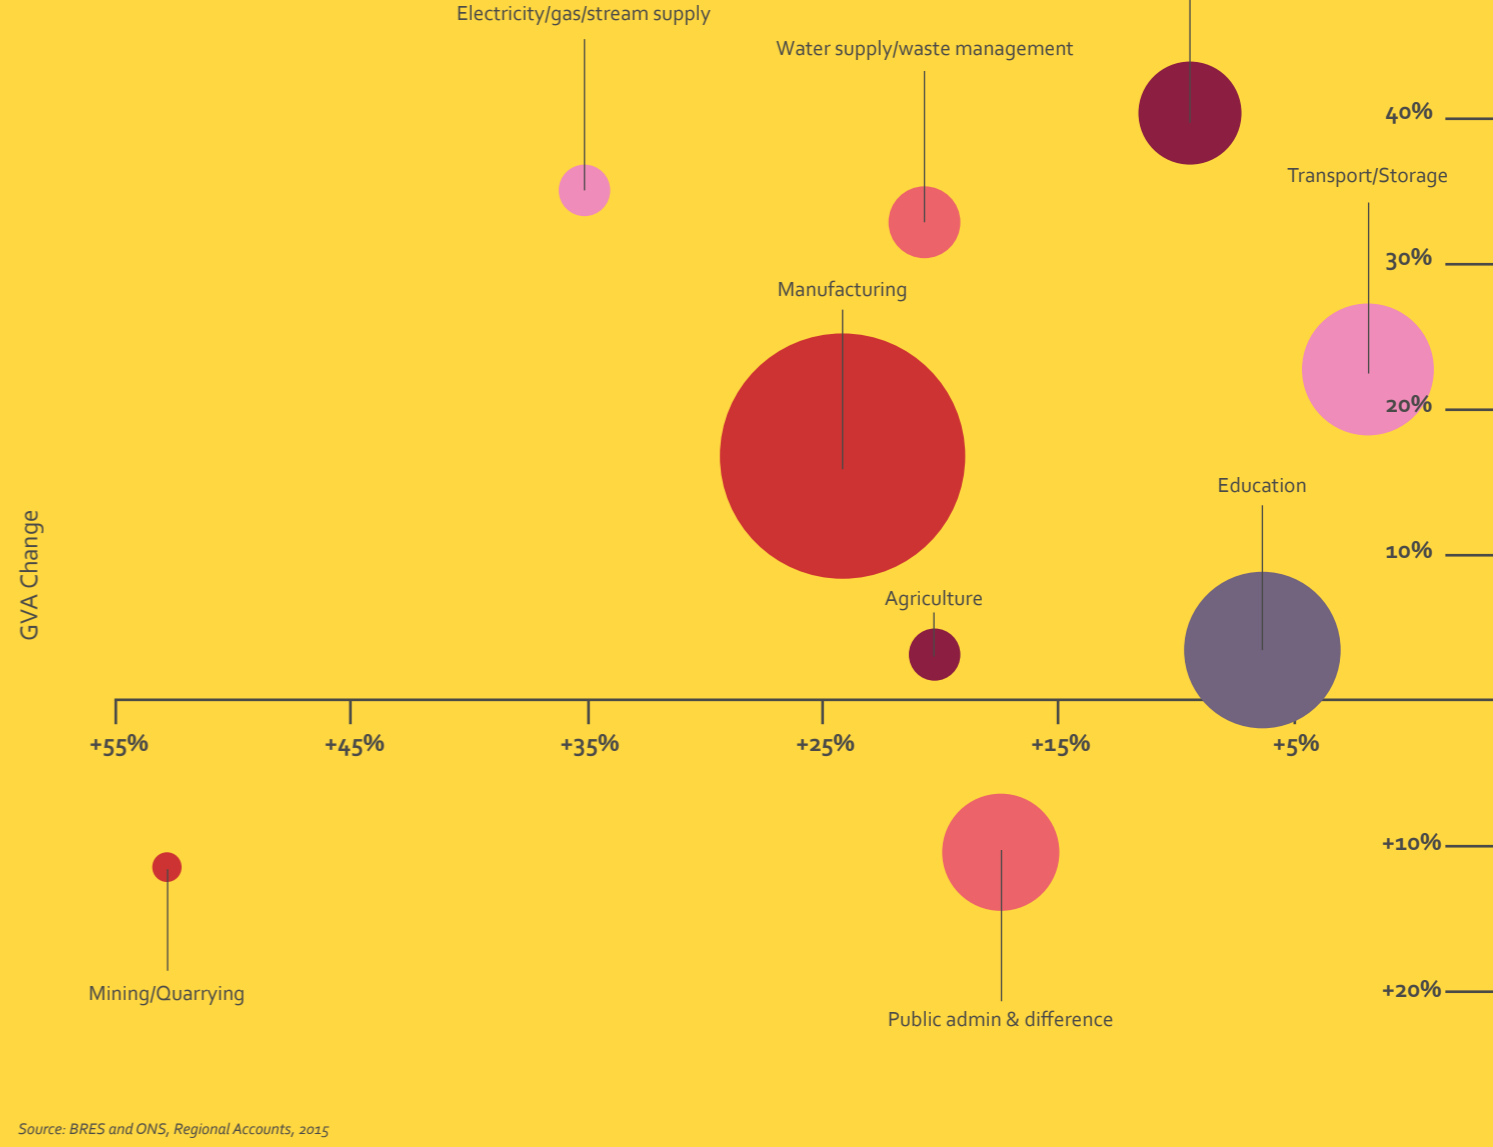 Electricity/gas/stream supply
Water supply/waste management
40%
Transport/Storage
30%
Manufacturing
20%
Education
10%
GVA Change
Agriculture
+55%
+45%
+35%
+25%
+15%
+5%
+10%
Mining/Quarrying
+20%
Public admin & difference
Source: BRES and ONS, Regional Accounts, 2015